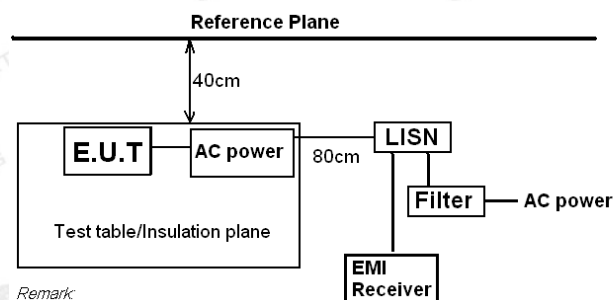 Reference Plane
40cm
E.U.T
AC power
80cm
LISN
Filter
AC power
Test table/Insulation plane
EMI
Receiver
Remark: